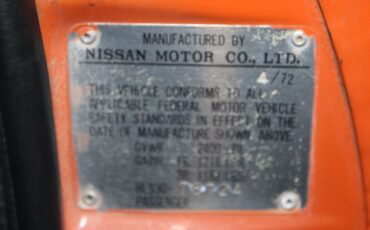 MANUFACTURED BY
NISSAN MOTOR CO., LTD.
4/72
THIS VEHICLE CONFORMS TO ALL
APPLICABLE FEDERAL MOTOR VEHICLE
SAFETY STANDARDS IN EFFECT ON THE
DATE OF MANUFACTURE SHOWN ABOVE.
GVWR
GAWR
PASSENGER